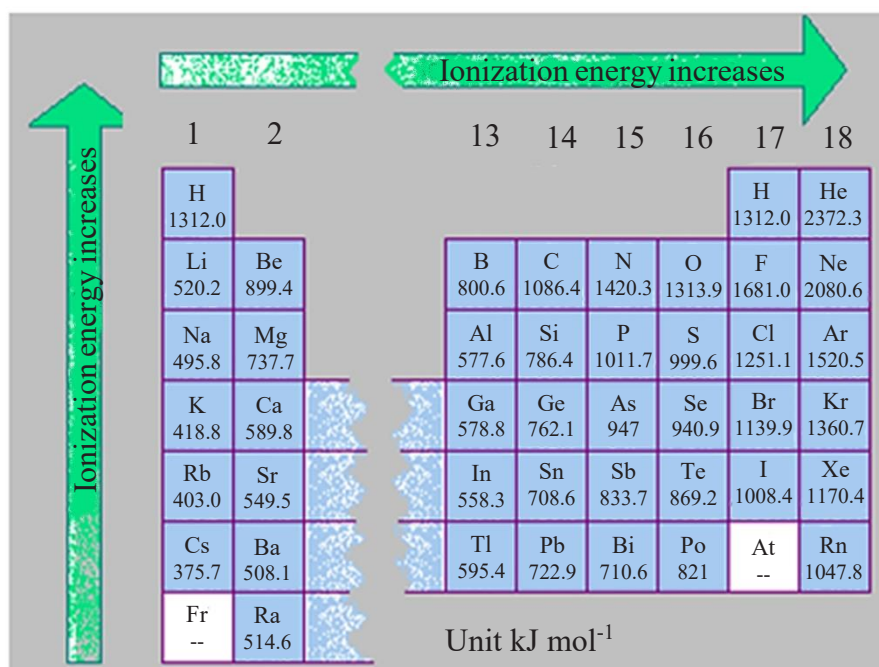 Ionization energy increases
Ionization energy increases
1 2 13 14 15 16 17 18
H H He
1312.0 1312.0 2372.3
Li Be B C N O F Ne
520.2 899.4 800.6 1086.4 1420.3 1313.9 1681.0 2080.6
Na Mg Al Si P S Cl Ar
495.8 737.7 577.6 786.4 1011.7 999.6 1251.1 1520.5
K Ca Ga Ge As Se Br Kr
418.8 589.8 578.8 762.1 947 940.9 1139.9 1360.7
Rb Sr In Sn Sb Te I Xe
403.0 549.5 558.3 708.6 833.7 869.2 1008.4 1170.4
Cs Ba Tl Pb Bi Po At Rn
375.7 508.1 595.4 722.9 710.6 821 -- 1047.8
Fr Ra
-- 514.6
Unit kJ mol⁻¹